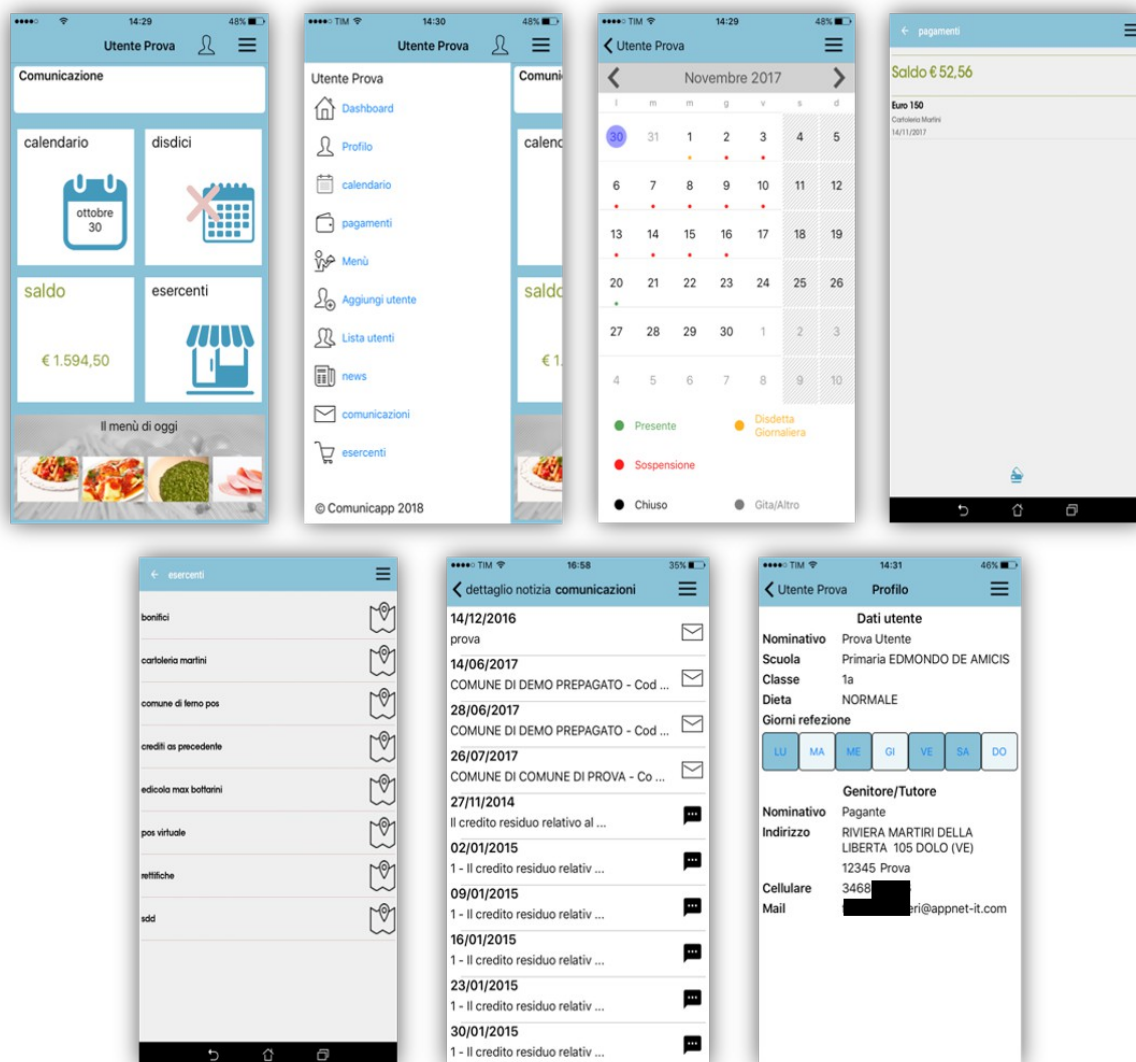 14:29 48%
Utente Prova
Comunicazione
calendario disdici
ottobre
30
saldo esercenti
€ 1.594,50
Il menù di oggi
TIM 14:30 48%
Utente Prova
Utente Prova
Dashboard
Profilo
calendario
pagamenti
Menù
Aggiungi utente
Lista utenti
news
comunicazioni
esercenti
© Comunicapp 2018
Comuni
calenc
saldo
€ 1.
TIM 14:29 48%
Utente Prova
Novembre 2017
l m m g v s d
30 31 1 2 3 4 5
6 7 8 9 10 11 12
13 14 15 16 17 18 19
20 21 22 23 24 25 26
27 28 29 30 1 2 3
4 5 6 7 8 9 10
Presente Disdetta
Giornaliera
Sospensione
Chiuso Gita/Altro
pagamenti
Saldo € 52,56
Euro 150
Cartoleria Martini
14/11/2017
esercenti
bonifici
cartoleria martini
comune di ferno pos
crediti as precedente
edicola max bottarini
pos virtuale
rettifiche
sdd
TIM 16:58 35%
dettaglio notizia comunicazioni
14/12/2016
prova
14/06/2017
COMUNE DI DEMO PREPAGATO - Cod ...
28/06/2017
COMUNE DI DEMO PREPAGATO - Cod ...
26/07/2017
COMUNE DI COMUNE DI PROVA - Co ...
27/11/2014
Il credito residuo relativo al ...
02/01/2015
1 - Il credito residuo relativ ...
09/01/2015
1 - Il credito residuo relativ ...
16/01/2015
1 - Il credito residuo relativ ...
23/01/2015
1 - Il credito residuo relativ ...
30/01/2015
1 - Il credito residuo relativ ...
TIM 14:31 46%
Utente Prova Profilo
Dati utente
Nominativo Prova Utente
Scuola Primaria EDMONDO DE AMICIS
Classe 1a
Dieta NORMALE
Giorni refezione
LU MA ME GI VE SA DO
Genitore/Tutore
Nominativo Pagante
Indirizzo RIVIERA MARTIRI DELLA
LIBERTA 105 DOLO (VE)
12345 Prova
Cellulare 3468
Mail eri@appnet-it.com